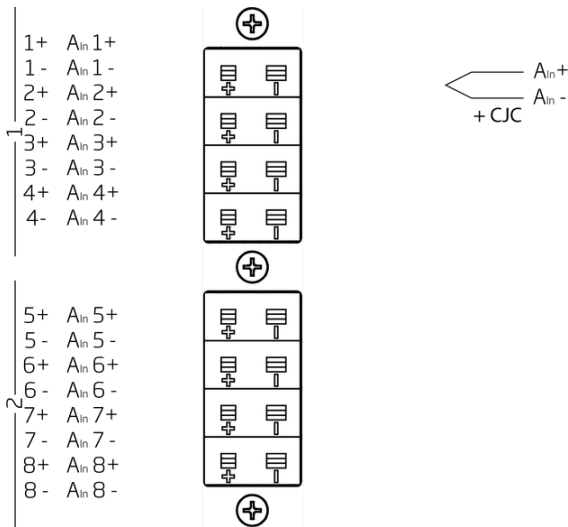 1
1+ AIn 1+
1 - AIn 1 -
2+ AIn 2+
2 - AIn 2 -
3+ AIn 3+
3 - AIn 3 -
4+ AIn 4+
4- AIn 4 -
AIn +
AIn -
+ CJC
2
5+ AIn 5+
5 - AIn 5 -
6+ AIn 6+
6 - AIn 6 -
7+ AIn 7+
7 - AIn 7 -
8+ AIn 8+
8 - AIn 8 -